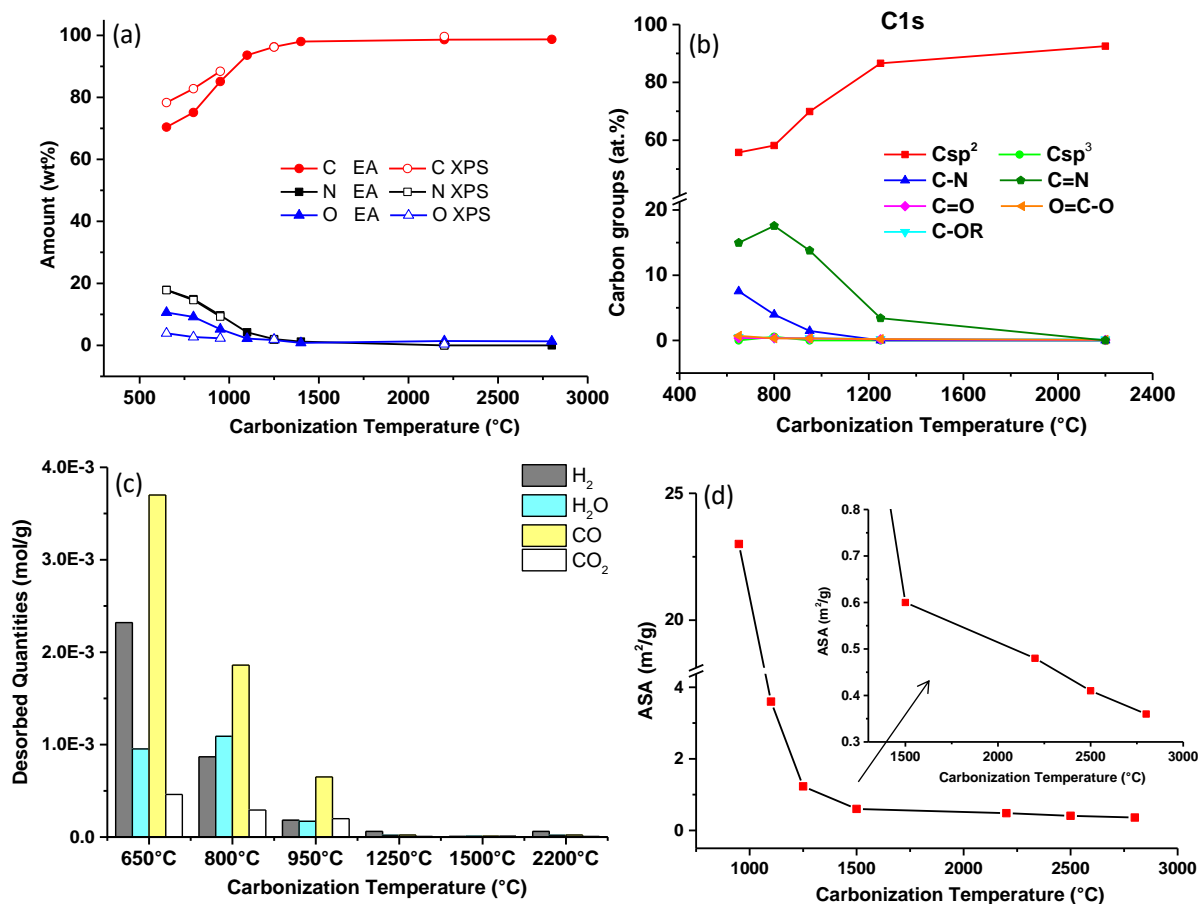 (a)
100
80
60
40
20
0
Amount (wt%)
C EA C XPS
N EA N XPS
O EA O XPS
500 1000 1500 2000 2500 3000
Carbonization Temperature (°C)
C1s
(b)
100
80
60
20
15
10
5
0
Carbon groups (at.%)
Csp² Csp³
C-N C=N
C=O O=C-O
C-OR
400 800 1200 1600 2000 2400
Carbonization Temperature (°C)
(c)
4.0E-3
3.0E-3
2.0E-3
1.0E-3
0.0
Desorbed Quantities (mol/g)
H₂
H₂O
CO
CO₂
650°C 800°C 950°C 1250°C 1500°C 2200°C
Carbonization Temperature (°C)
(d)
25
20
4
2
0
ASA (m²/g)
1000 1500 2000 2500 3000
Carbonization Temperature (°C)
0.8
0.7
0.6
0.5
0.4
0.3
ASA (m²/g)
1500 2000 2500 3000
Carbonization Temperature (°C)